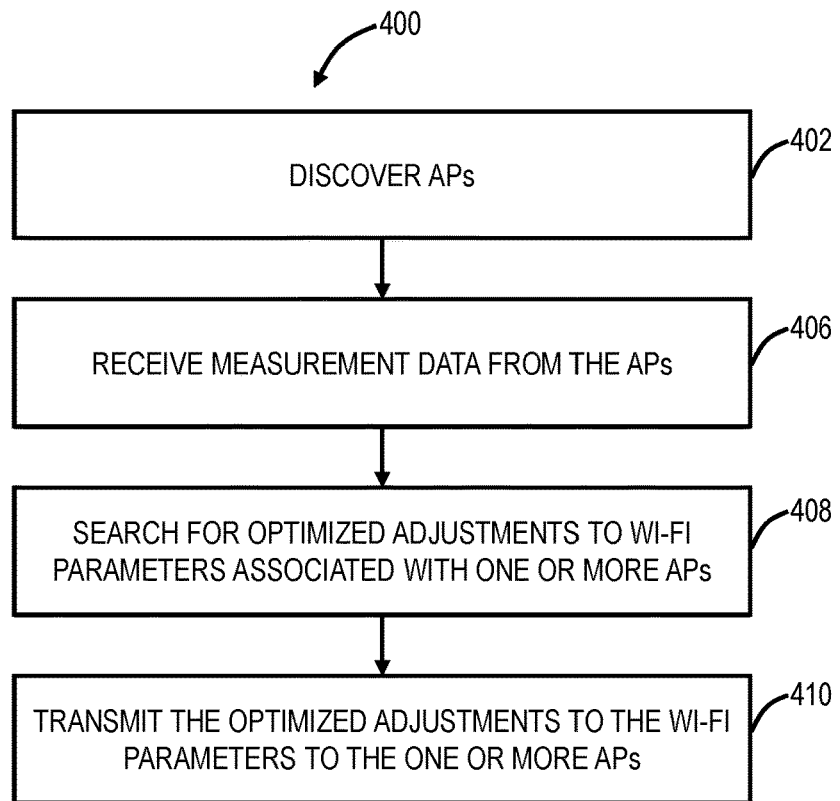 400
402
DISCOVER APs
406
RECEIVE MEASUREMENT DATA FROM THE APs
408
SEARCH FOR OPTIMIZED ADJUSTMENTS TO WI-FI
PARAMETERS ASSOCIATED WITH ONE OR MORE APs
410
TRANSMIT THE OPTIMIZED ADJUSTMENTS TO THE WI-FI
PARAMETERS TO THE ONE OR MORE APs